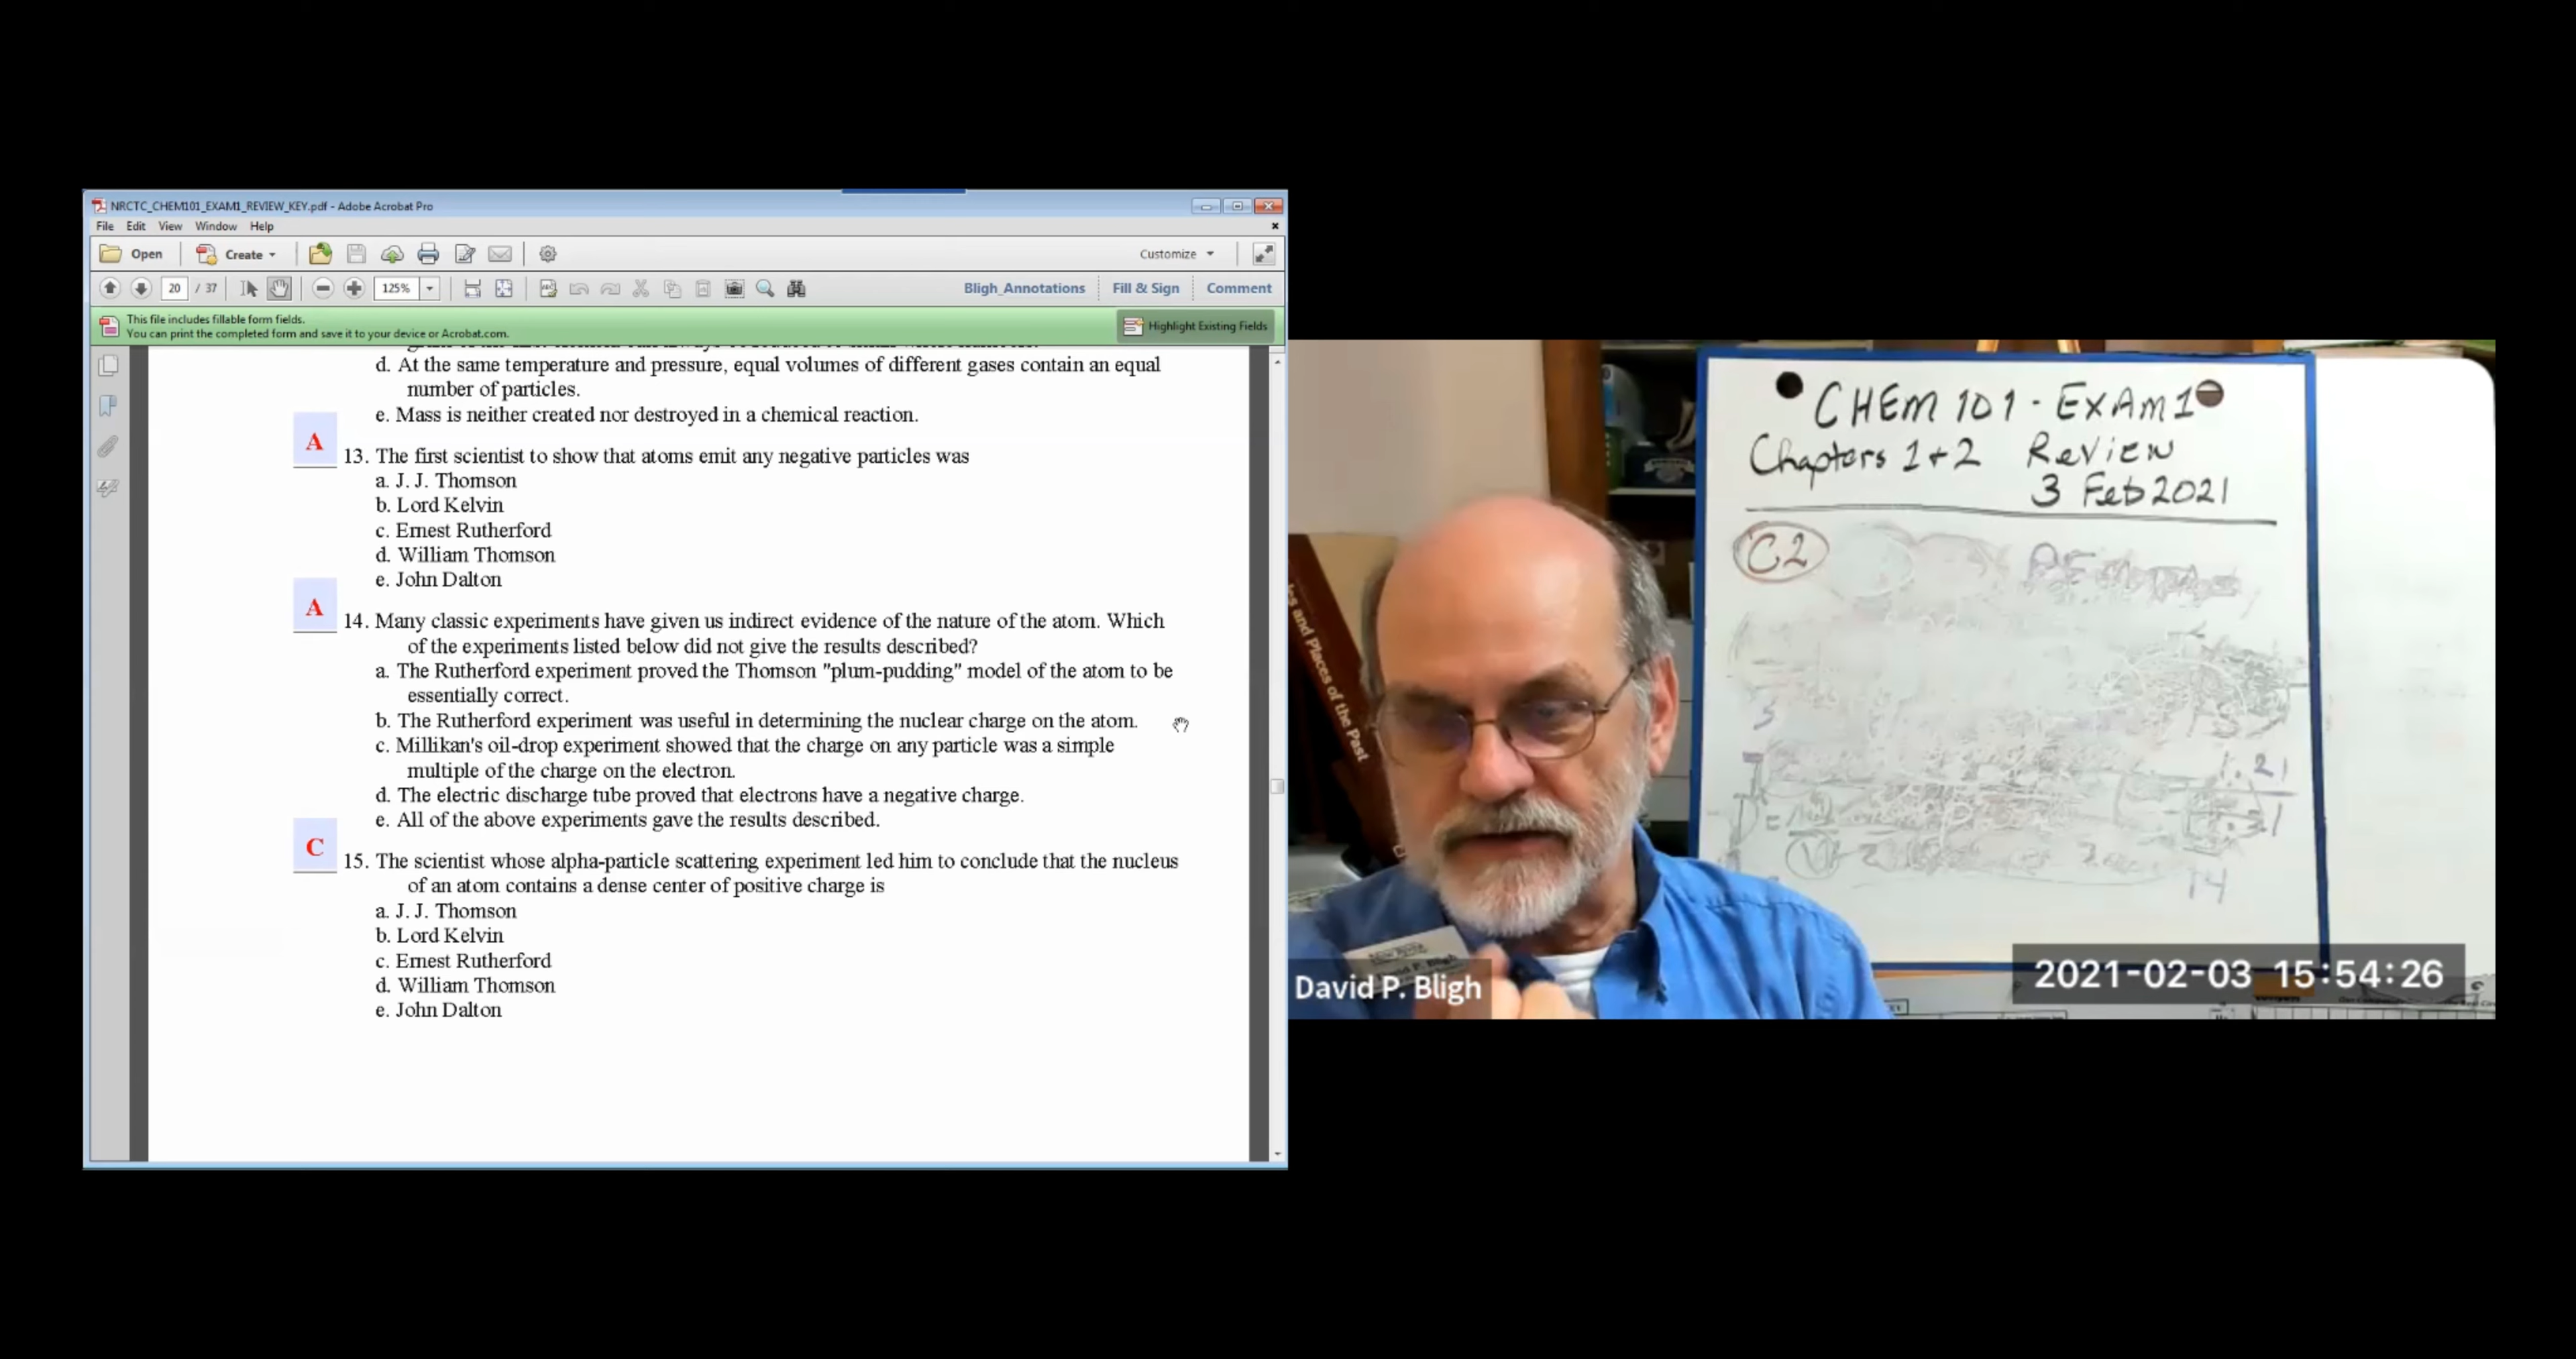 NRCTC_CHEM101_EXAM1_REVIEW_KEY.pdf - Adobe Acrobat Pro
File Edit View Window Help
Open Create Customize
20 / 37 125% Bligh_Annotations Fill & Sign Comment
This file includes fillable form fields.
You can print the completed form and save it to your device or Acrobat.com.
Highlight Existing Fields
d. At the same temperature and pressure, equal volumes of different gases contain an equal
number of particles.
e. Mass is neither created nor destroyed in a chemical reaction.
A
13. The first scientist to show that atoms emit any negative particles was
a. J. J. Thomson
b. Lord Kelvin
c. Ernest Rutherford
d. William Thomson
e. John Dalton
A
14. Many classic experiments have given us indirect evidence of the nature of the atom. Which
of the experiments listed below did not give the results described?
a. The Rutherford experiment proved the Thomson "plum-pudding" model of the atom to be
essentially correct.
b. The Rutherford experiment was useful in determining the nuclear charge on the atom.
c. Millikan's oil-drop experiment showed that the charge on any particle was a simple
multiple of the charge on the electron.
d. The electric discharge tube proved that electrons have a negative charge.
e. All of the above experiments gave the results described.
C
15. The scientist whose alpha-particle scattering experiment led him to conclude that the nucleus
of an atom contains a dense center of positive charge is
a. J. J. Thomson
b. Lord Kelvin
c. Ernest Rutherford
d. William Thomson
e. John Dalton
CHEM 101 - EXAM 1
Chapters 1 + 2 Review
3 Feb 2021
C2
and Places of the Past
David P. Bligh
David P. Bligh
2021-02-03 15:54:26